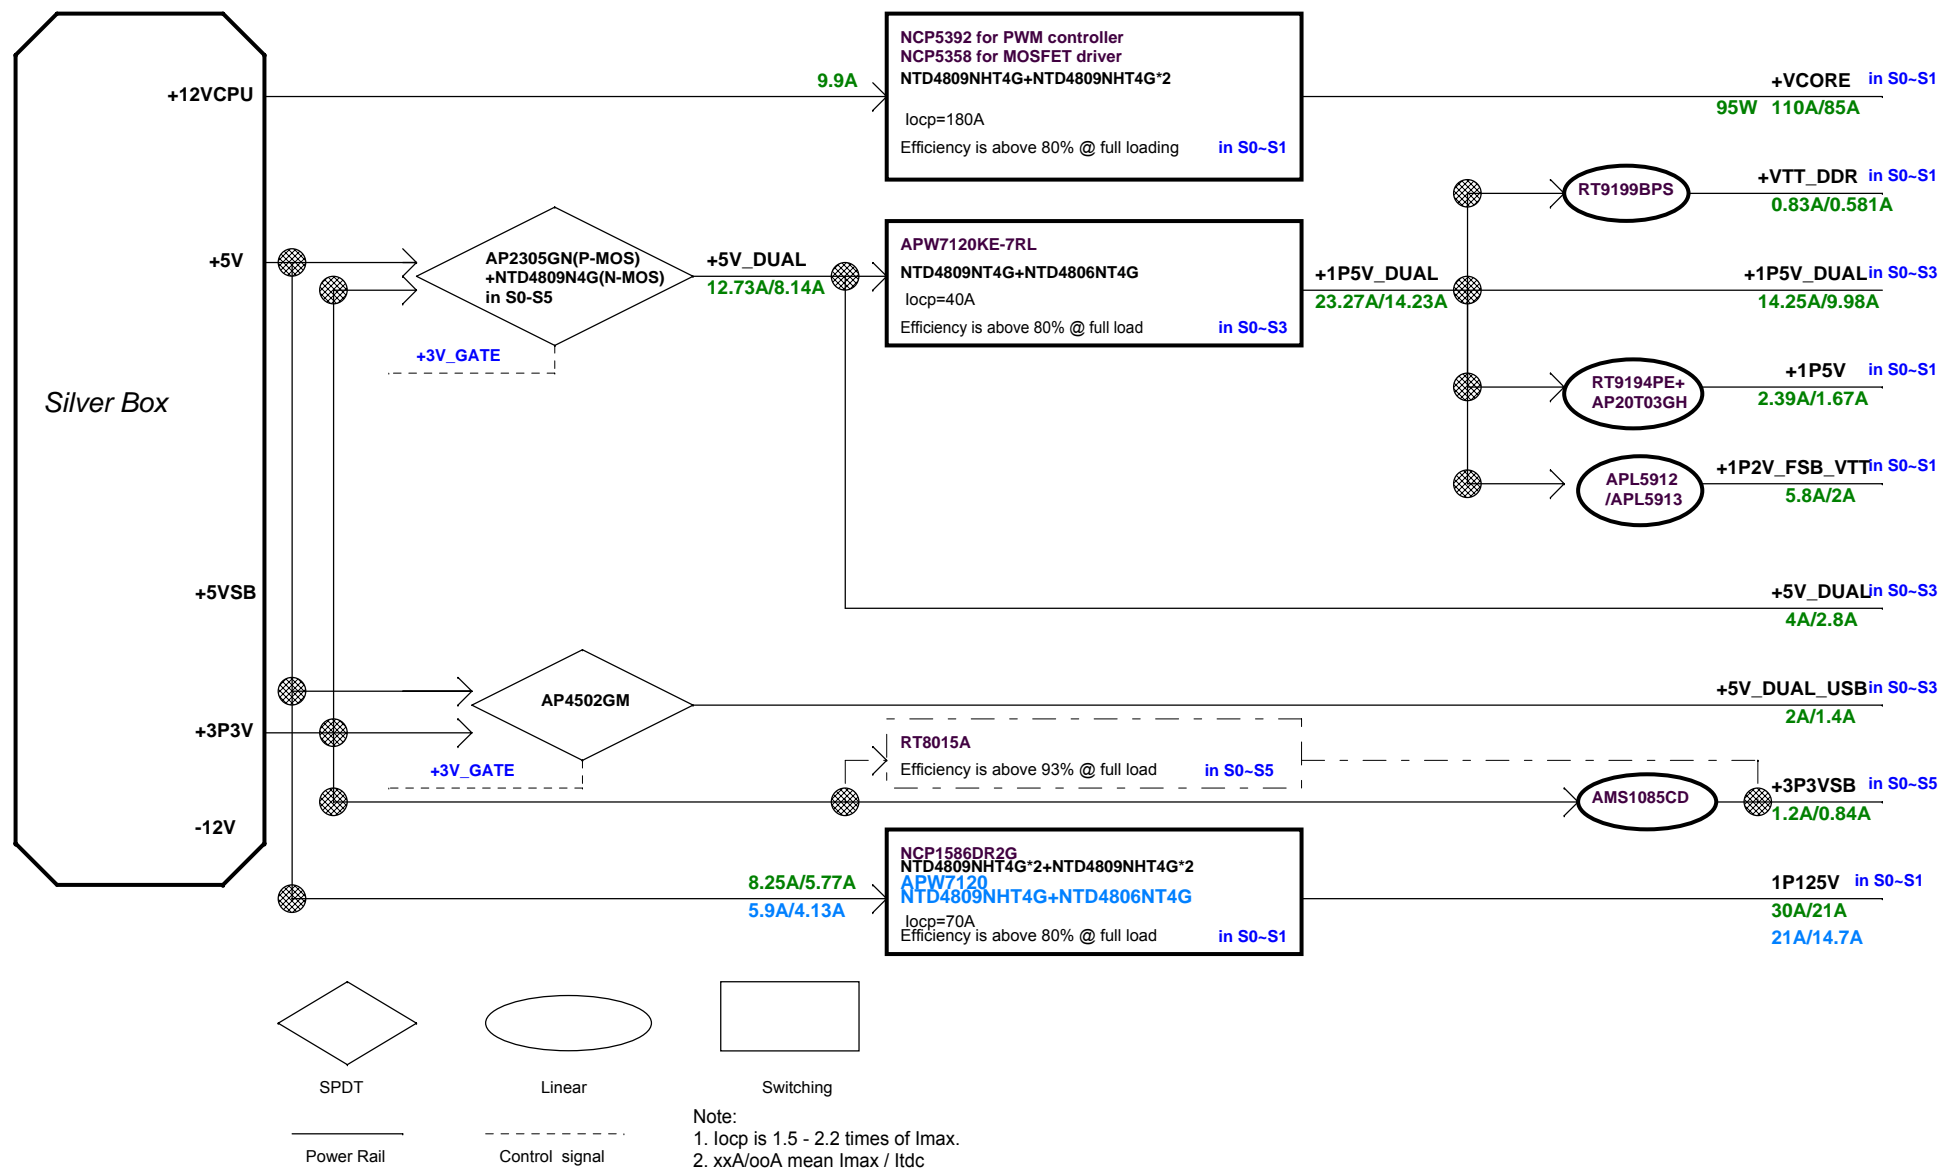 Silver Box
+12VCPU
+5V
+5VSB
+3P3V
-12V
9.9A
NCP5392 for PWM controller
NCP5358 for MOSFET driver
NTD4809NHT4G+NTD4809NHT4G*2
Iocp=180A
Efficiency is above 80% @ full loading in S0~S1
+VCORE in S0~S1
95W 110A/85A
AP2305GN(P-MOS)
+NTD4809N4G(N-MOS)
in S0-S5
+3V_GATE
+5V_DUAL
12.73A/8.14A
APW7120KE-7RL
NTD4809NT4G+NTD4806NT4G
Iocp=40A
Efficiency is above 80% @ full load in S0~S3
+1P5V_DUAL
23.27A/14.23A
RT9199BPS
+VTT_DDR in S0~S1
0.83A/0.581A
+1P5V_DUAL in S0~S3
14.25A/9.98A
RT9194PE+
AP20T03GH
+1P5V in S0~S1
2.39A/1.67A
APL5912
/APL5913
+1P2V_FSB_VTT in S0~S1
5.8A/2A
+5V_DUAL in S0~S3
4A/2.8A
AP4502GM
+3V_GATE
+5V_DUAL_USB in S0~S3
2A/1.4A
RT8015A
Efficiency is above 93% @ full load in S0~S5
AMS1085CD
+3P3VSB in S0~S5
1.2A/0.84A
8.25A/5.77A
5.9A/4.13A
NCP1586DR2G
NTD4809NHT4G*2+NTD4809NHT4G*2
APW7120
NTD4809NHT4G+NTD4806NT4G
Iocp=70A
Efficiency is above 80% @ full load in S0~S1
1P125V in S0~S1
30A/21A
21A/14.7A
SPDT
Linear
Switching
Power Rail
Control signal
Note:
1. Iocp is 1.5 - 2.2 times of Imax.
2. xxA/ooA mean Imax / Itdc